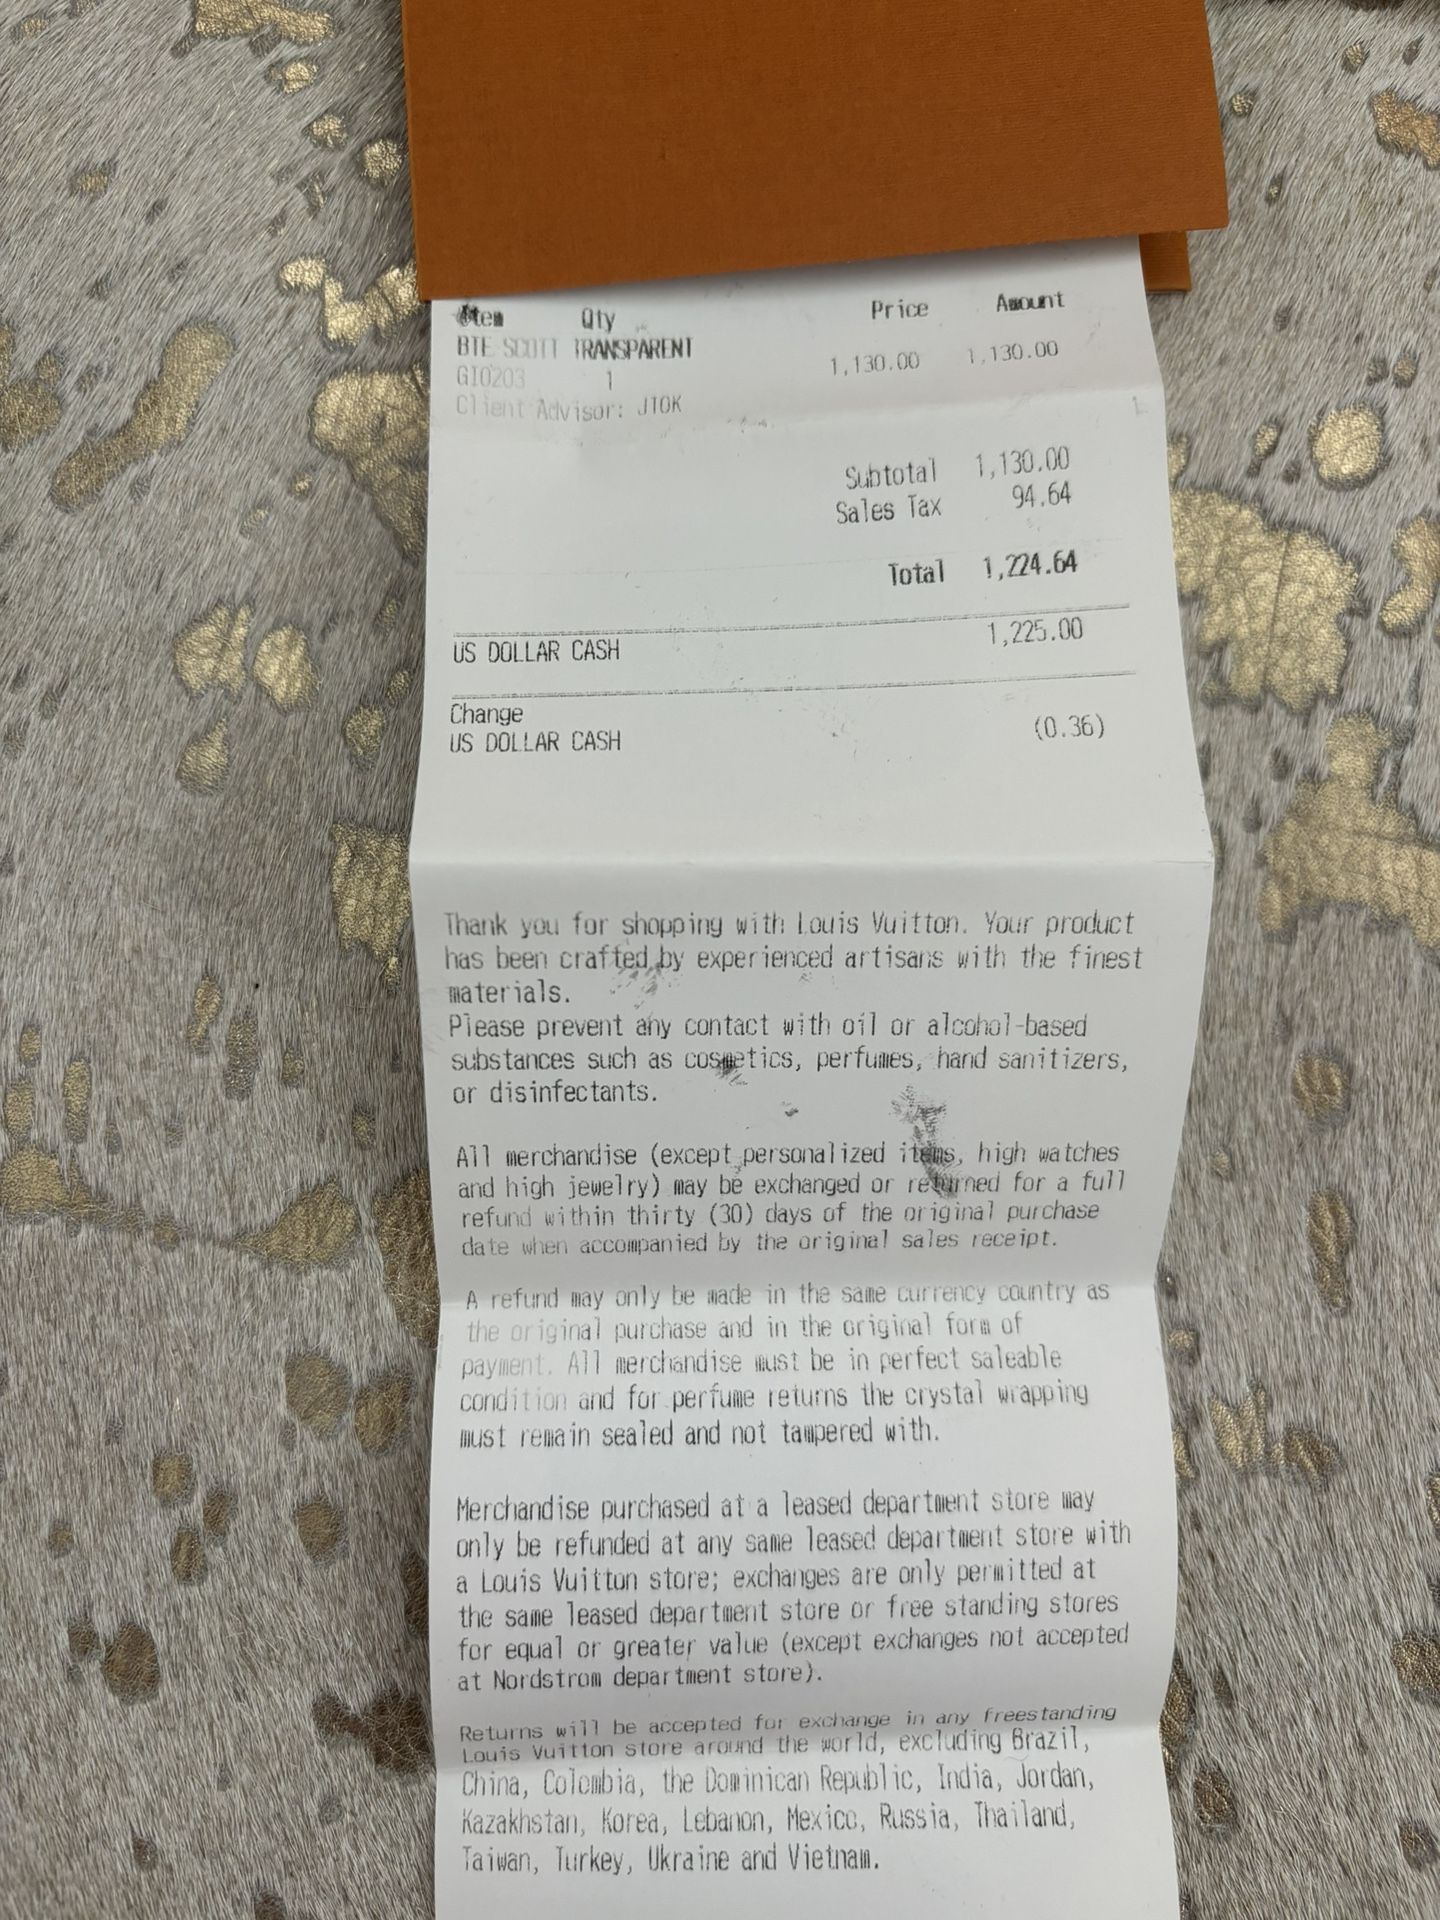 Item Qty Price Amount
BTE SCOTT TRANSPARENT
GI0203 1 1,130.00 1,130.00
Client Advisor: J10K
Subtotal 1,130.00
Sales Tax 94.64
Total 1,224.64
US DOLLAR CASH 1,225.00
Change
US DOLLAR CASH (0.36)
Thank you for shopping with Louis Vuitton. Your product
has been crafted by experienced artisans with the finest
materials.
Please prevent any contact with oil or alcohol-based
substances such as cosmetics, perfumes, hand sanitizers,
or disinfectants.
All merchandise (except personalized items, high watches
and high jewelry) may be exchanged or returned for a full
refund within thirty (30) days of the original purchase
date when accompanied by the original sales receipt.
A refund may only be made in the same currency country as
the original purchase and in the original form of
payment. All merchandise must be in perfect saleable
condition and for perfume returns the crystal wrapping
must remain sealed and not tampered with.
Merchandise purchased at a leased department store may
only be refunded at any same leased department store with
a Louis Vuitton store; exchanges are only permitted at
the same leased department store or free standing stores
for equal or greater value (except exchanges not accepted
at Nordstrom department store).
Returns will be accepted for exchange in any freestanding
Louis Vuitton store around the world, excluding Brazil,
China, Colombia, the Dominican Republic, India, Jordan,
Kazakhstan, Korea, Lebanon, Mexico, Russia, Thailand,
Taiwan, Turkey, Ukraine and Vietnam.